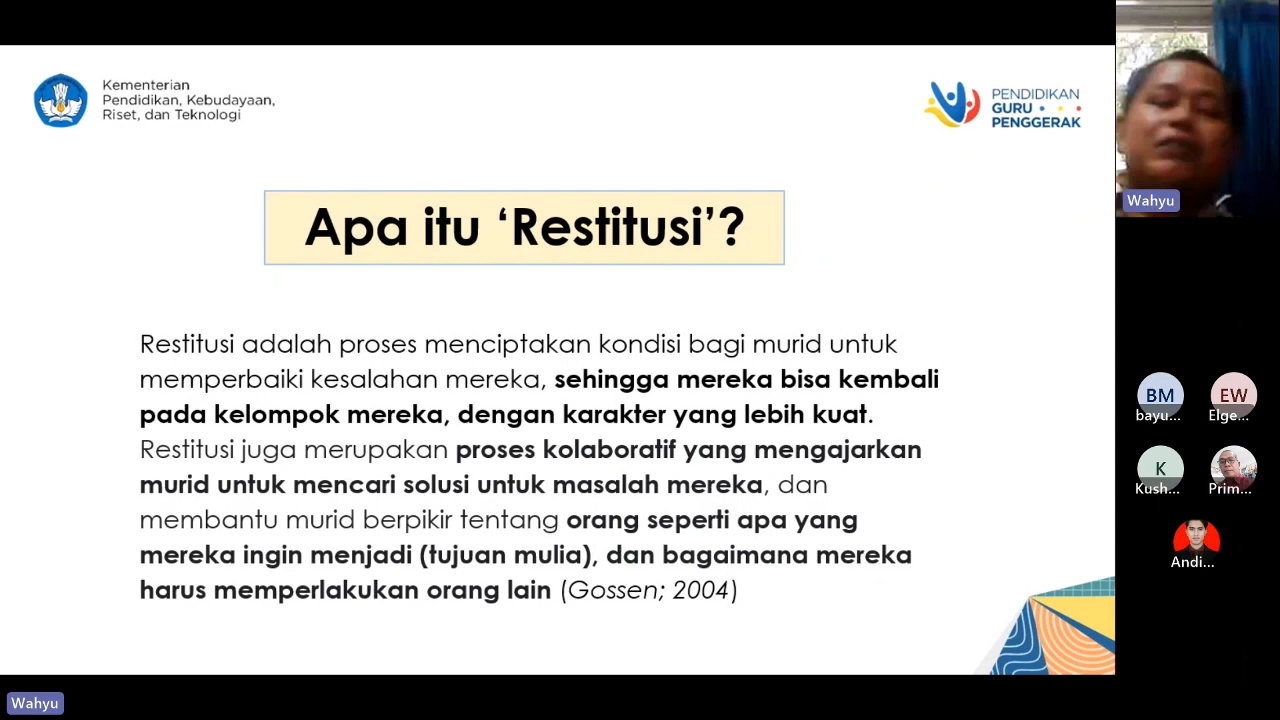 Kementerian
Pendidikan, Kebudayaan,
Riset, dan Teknologi
PENDIDIKAN
GURU
PENGGERAK
Apa itu ‘Restitusi’?
Restitusi adalah proses menciptakan kondisi bagi murid untuk
memperbaiki kesalahan mereka, sehingga mereka bisa kembali
pada kelompok mereka, dengan karakter yang lebih kuat.
Restitusi juga merupakan proses kolaboratif yang mengajarkan
murid untuk mencari solusi untuk masalah mereka, dan
membantu murid berpikir tentang orang seperti apa yang
mereka ingin menjadi (tujuan mulia), dan bagaimana mereka
harus memperlakukan orang lain (Gossen; 2004)
Wahyu
BM
bayu...
EW
Elge...
K
Kush...
Prim...
Andi...
Wahyu